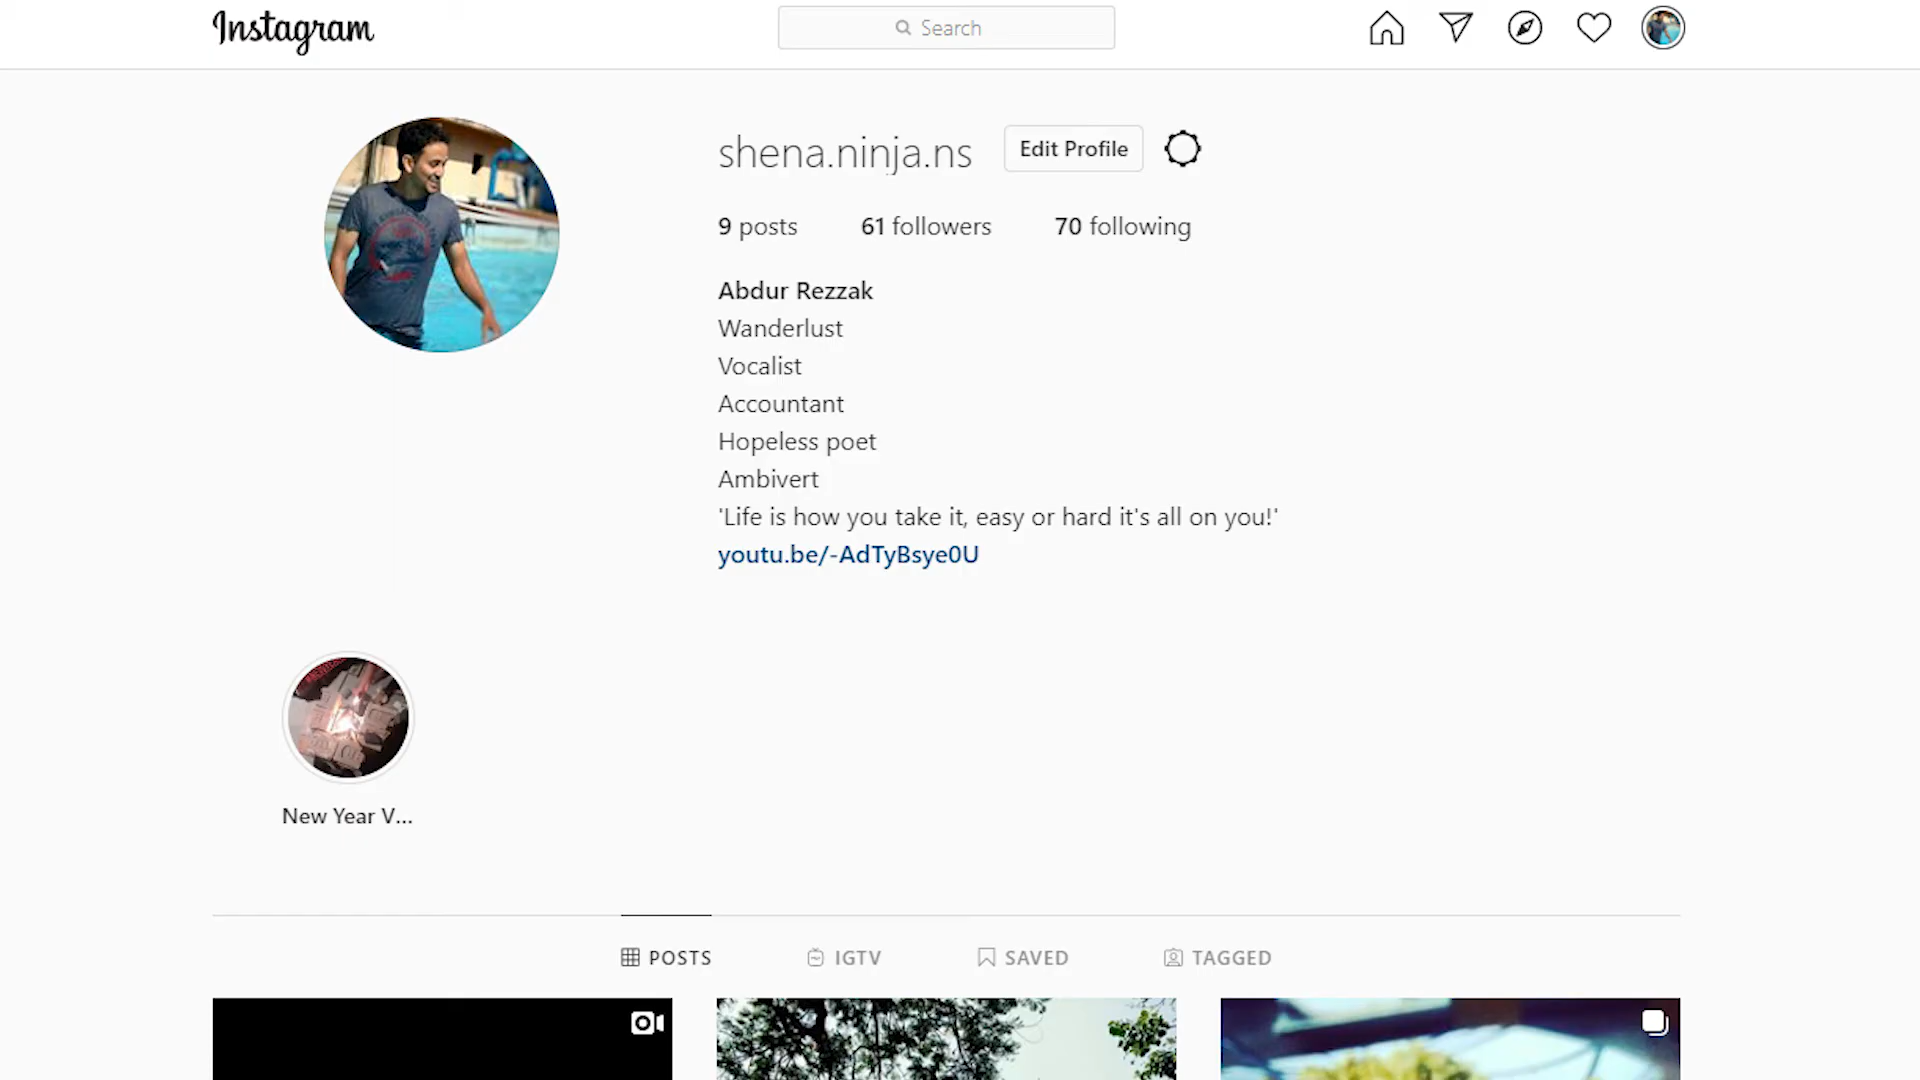 Instagram
Search
shena.ninja.ns
Edit Profile
9 posts
61 followers
70 following
Abdur Rezzak
Wanderlust
Vocalist
Accountant
Hopeless poet
Ambivert
'Life is how you take it, easy or hard it's all on you!'
youtu.be/-AdTyBsye0U
New Year V...
POSTS
IGTV
SAVED
TAGGED